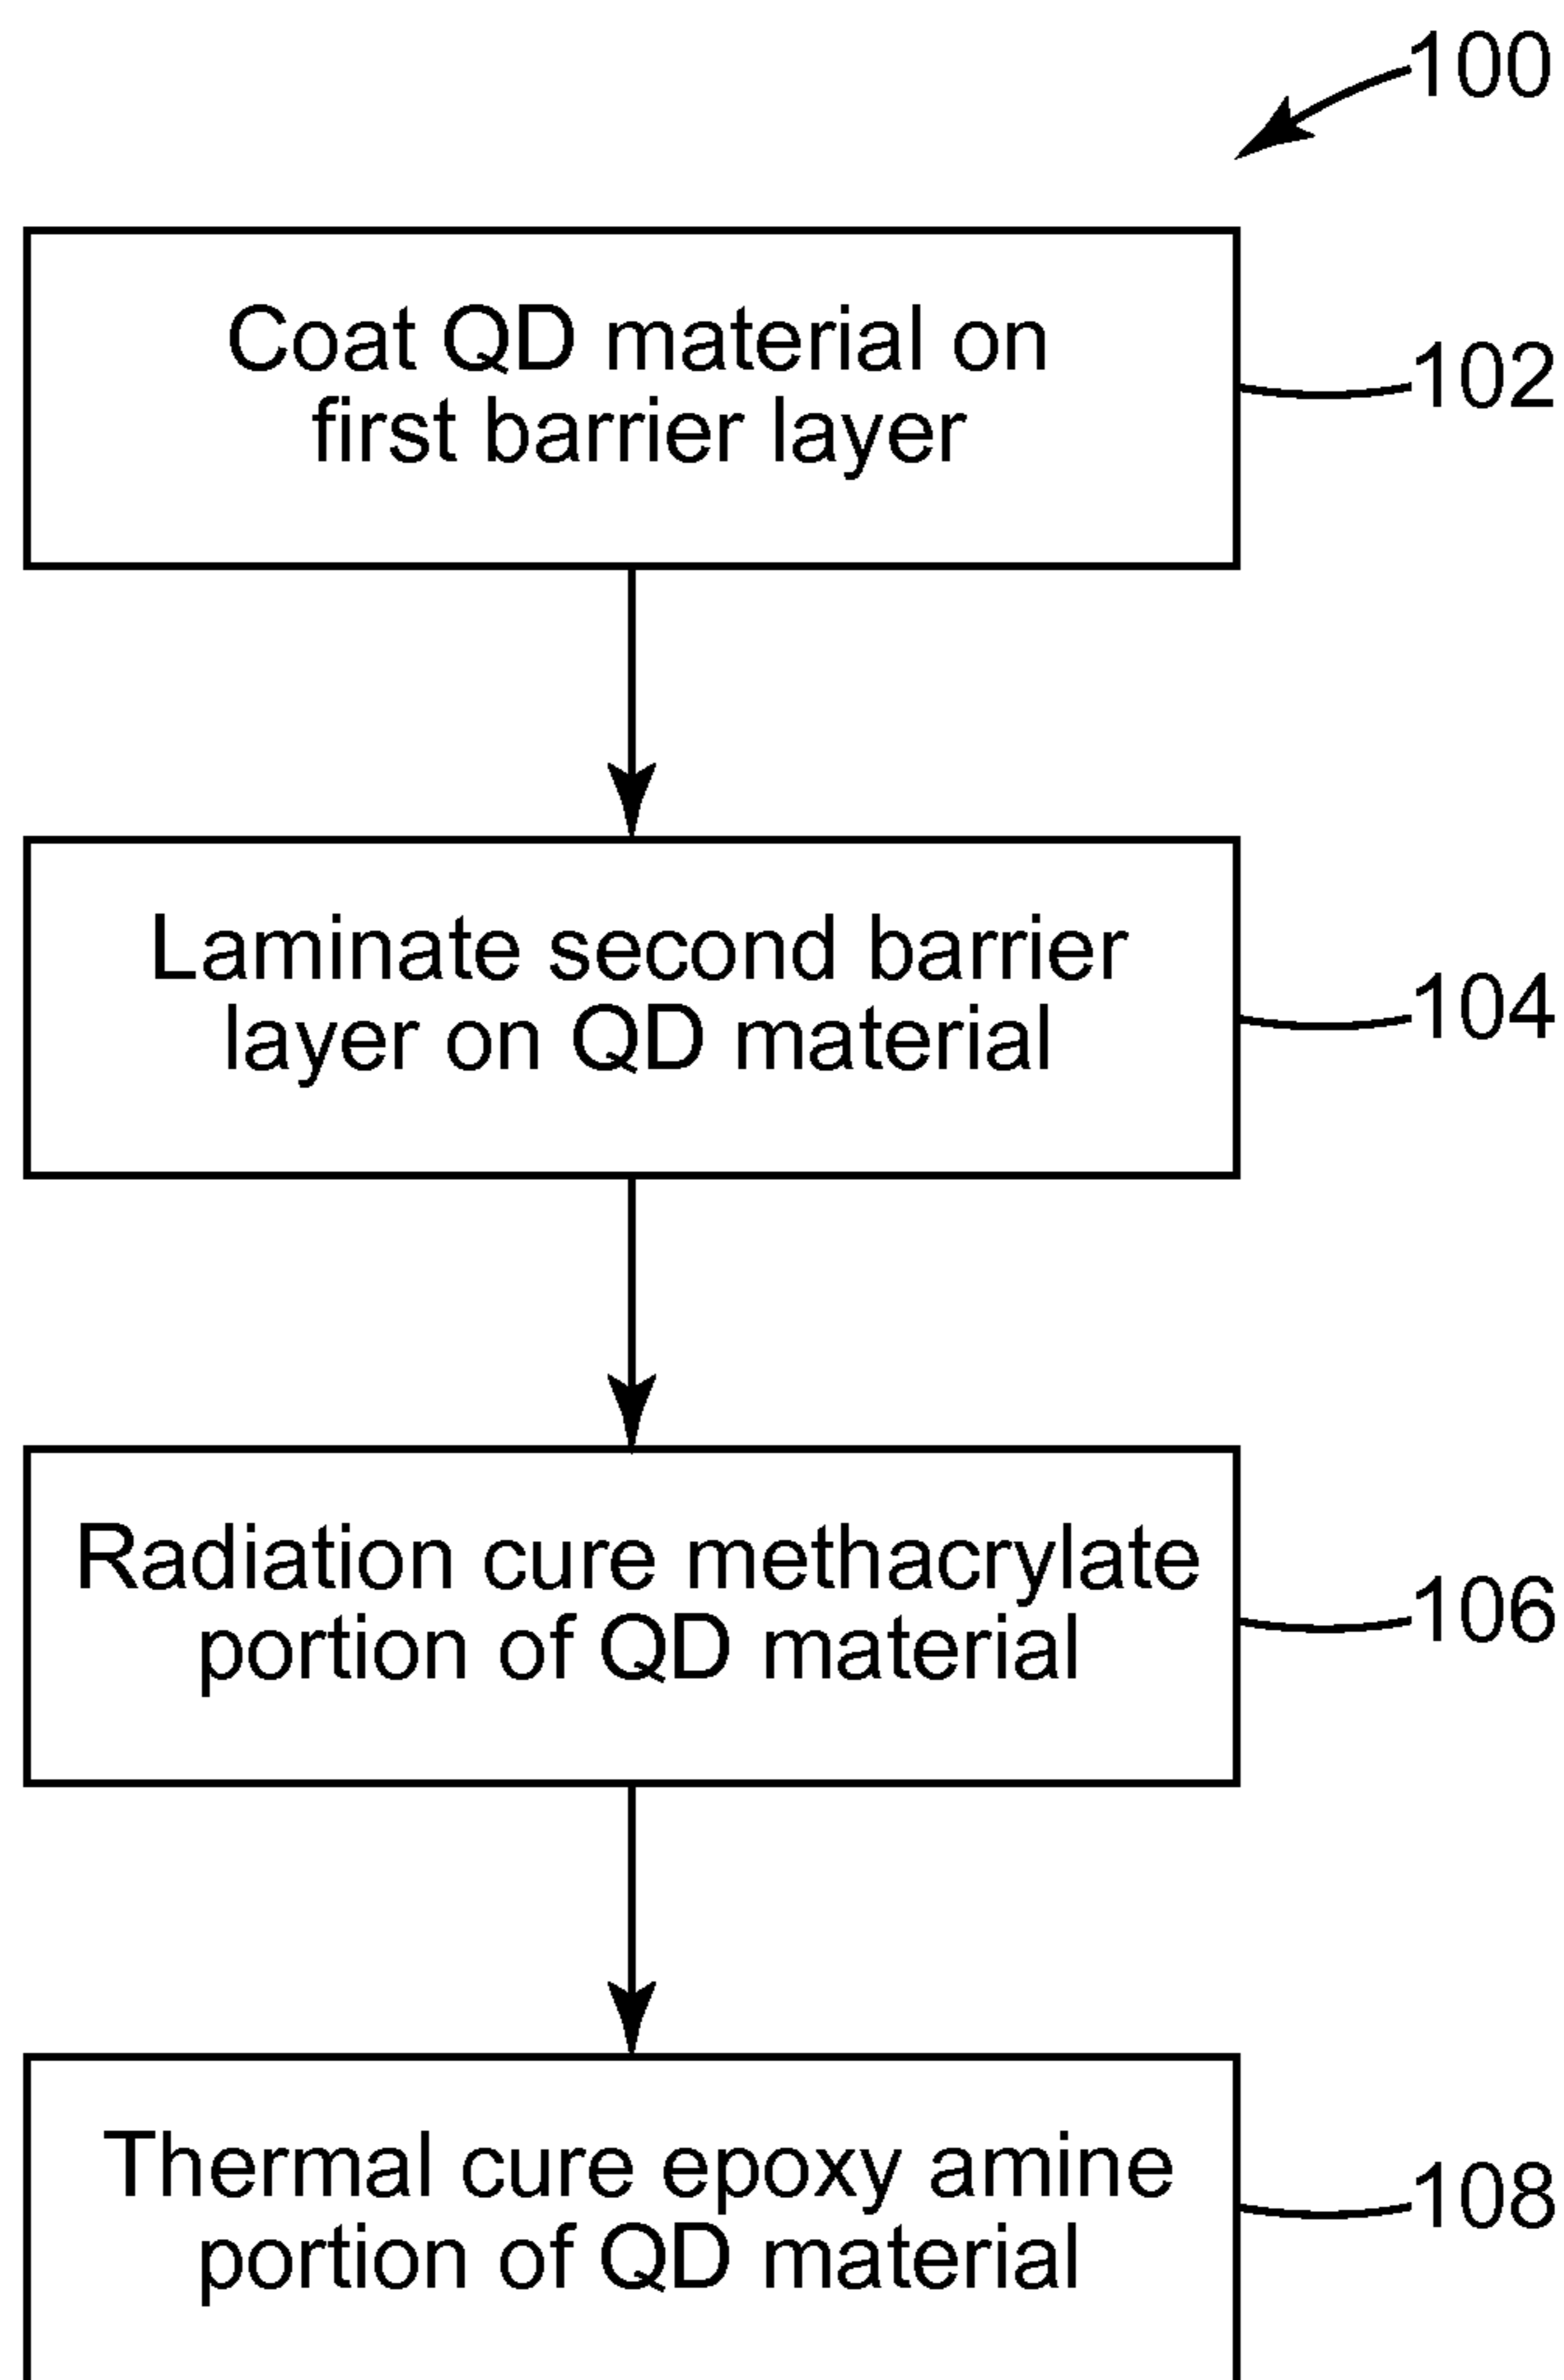 100
Coat QD material on
first barrier layer
102
Laminate second barrier
layer on QD material
104
Radiation cure methacrylate
portion of QD material
106
Thermal cure epoxy amine
portion of QD material
108